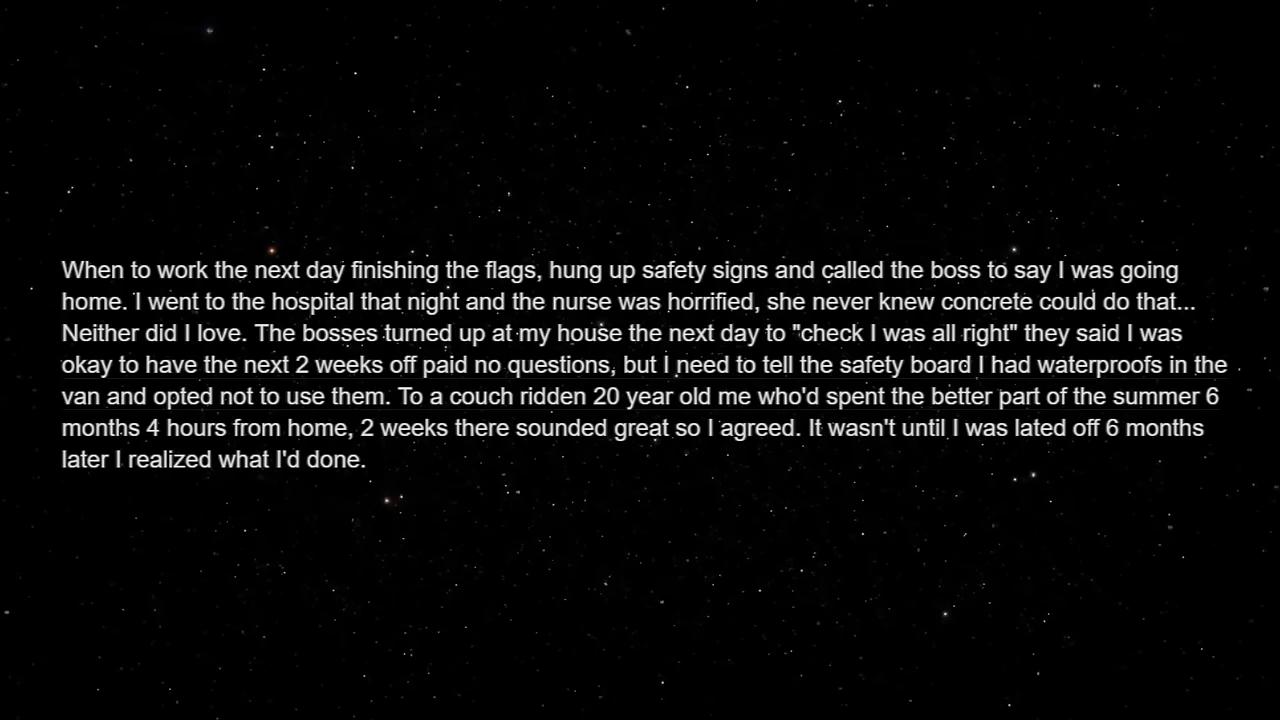 When to work the next day finishing the flags, hung up safety signs and called the boss to say I was going
home. I went to the hospital that night and the nurse was horrified, she never knew concrete could do that...
Neither did I love. The bosses turned up at my house the next day to "check I was all right" they said I was
okay to have the next 2 weeks off paid no questions, but I need to tell the safety board I had waterproofs in the
van and opted not to use them. To a couch ridden 20 year old me who'd spent the better part of the summer 6
months 4 hours from home, 2 weeks there sounded great so I agreed. It wasn't until I was lated off 6 months
later I realized what I'd done.